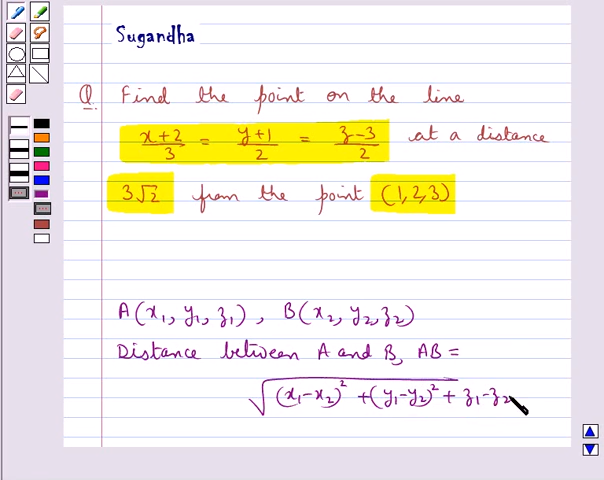 Sugandha
Q. Find the point on the line
x+2/3 = y+1/2 = z-3/2 at a distance
3√2 from the point (1,2,3)
A(x₁, y₁, z₁) , B(x₂, y₂, z₂)
Distance between A and B, AB =
√(x₁-x₂)² +(y₁-y₂)² + z₁-z₂